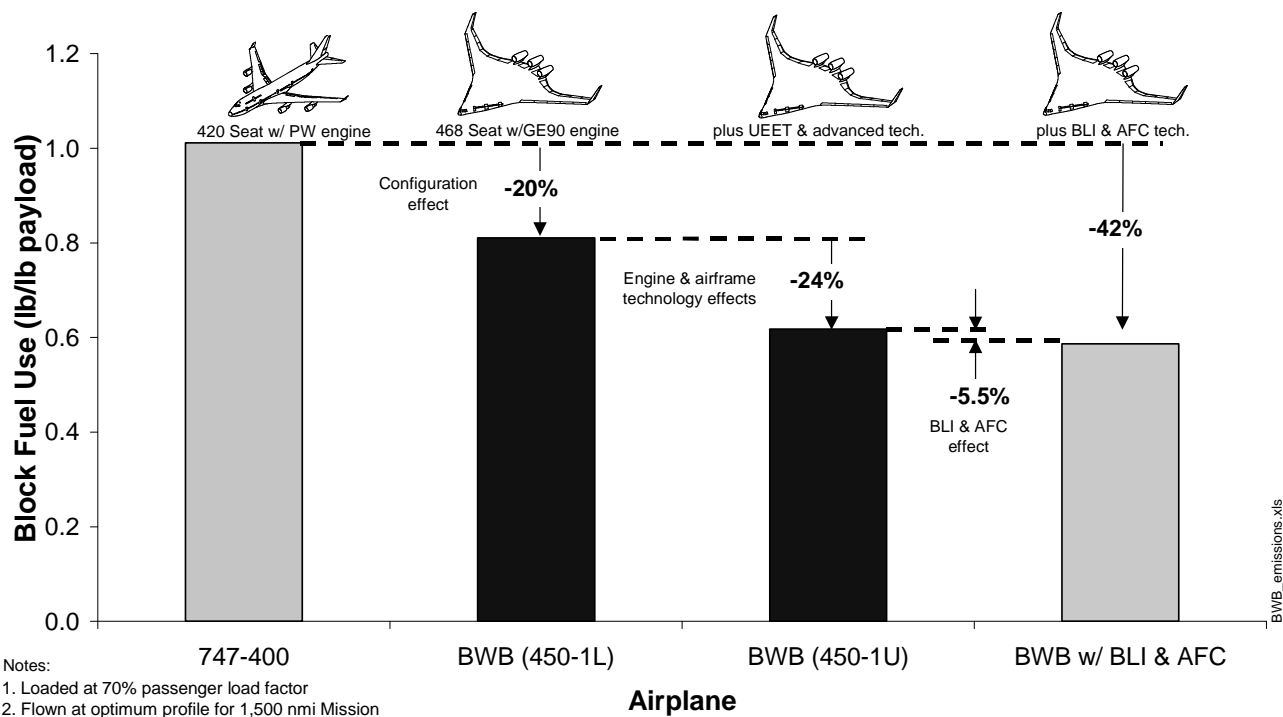 1.2
1.0
0.8
0.6
0.4
0.2
0.0
Block Fuel Use (lb/lb payload)
420 Seat w/ PW engine
468 Seat w/GE90 engine
plus UEET & advanced tech.
plus BLI & AFC tech.
Configuration
effect
-20%
-42%
Engine & airframe
technology effects
-24%
-5.5%
BLI & AFC
effect
BWB_emissions.xls
747-400
BWB (450-1L)
BWB (450-1U)
BWB w/ BLI & AFC
Airplane
Notes:
1. Loaded at 70% passenger load factor
2. Flown at optimum profile for 1,500 nmi Mission